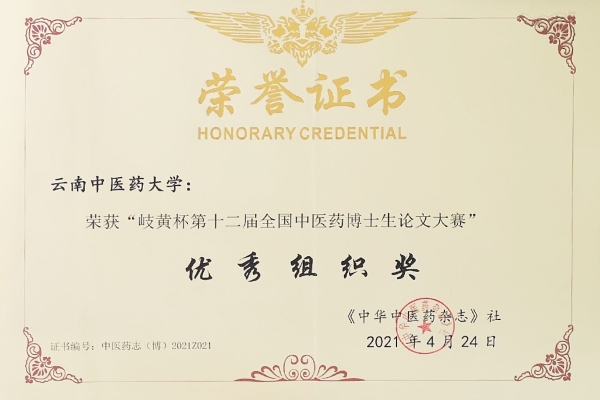 荣誉证书
HONORARY CREDENTIAL
云南中医药大学：
荣获“岐黄杯第十二届全国中医药博士生论文大赛”
优秀组织奖
《中华中医药杂志》社
2021 年 4 月 24 日
证书编号：中医药志（博）2021Z021